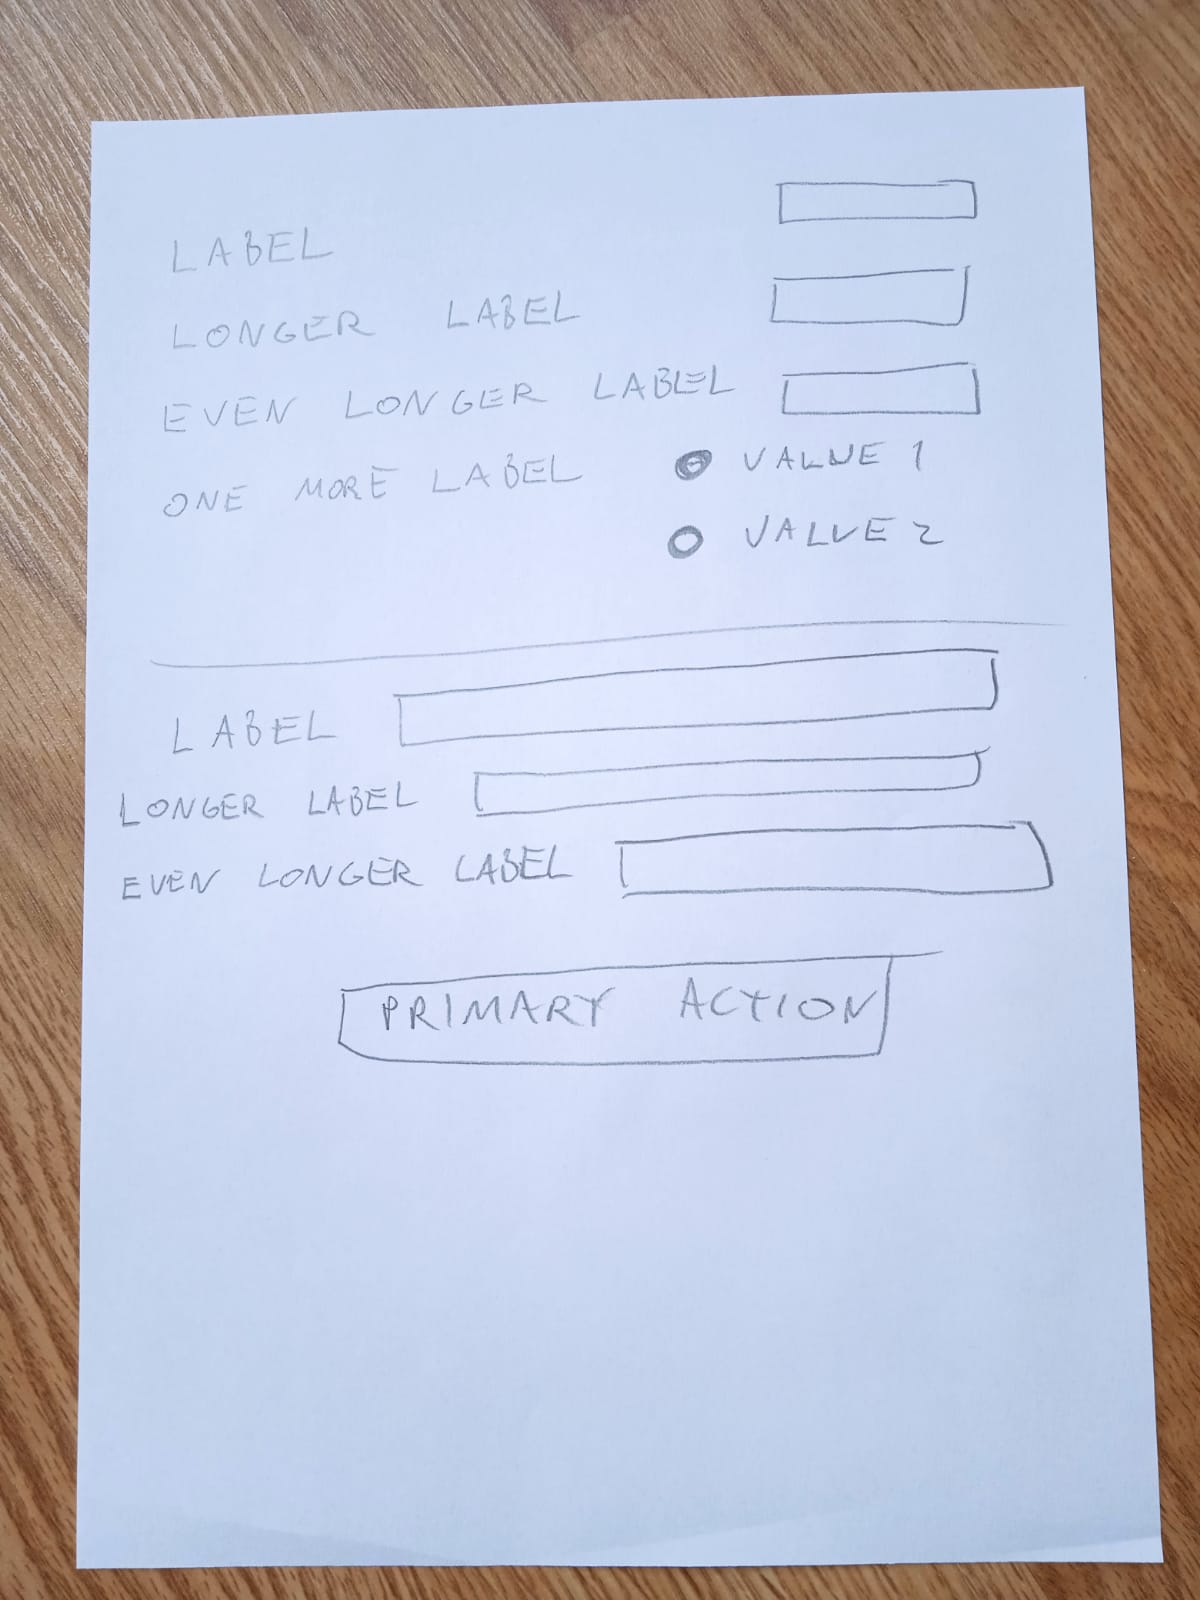 LABEL
LONGER LABEL
EVEN LONGER LABEL
ONE MORE LABEL
VALUE 1
VALUE 2
LABEL
LONGER LABEL
EVEN LONGER LABEL
PRIMARY ACTION